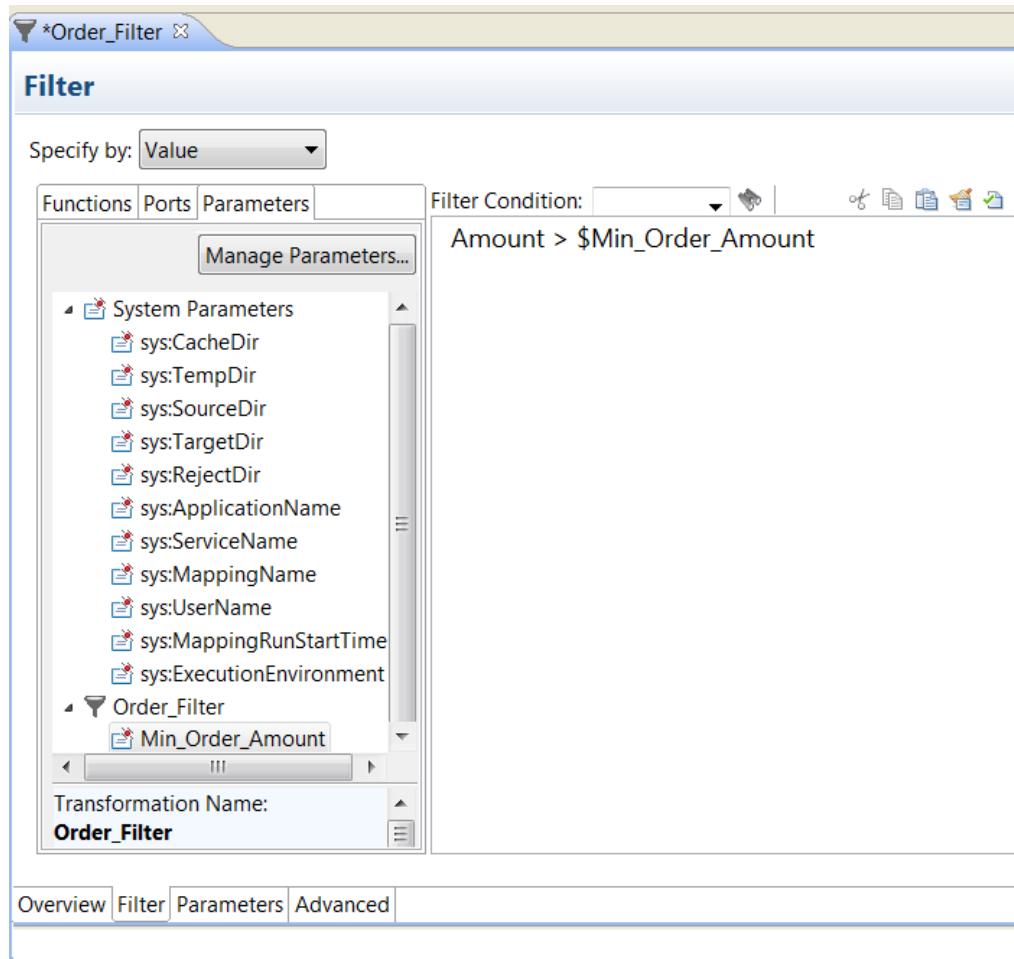 *Order_Filter
Filter
Specify by: Value
Functions Ports Parameters
Filter Condition:
Manage Parameters...
Amount > $Min_Order_Amount
System Parameters
sys:CacheDir
sys:TempDir
sys:SourceDir
sys:TargetDir
sys:RejectDir
sys:ApplicationName
sys:ServiceName
sys:MappingName
sys:UserName
sys:MappingRunStartTime
sys:ExecutionEnvironment
Order_Filter
Min_Order_Amount
Transformation Name:
Order_Filter
Overview Filter Parameters Advanced